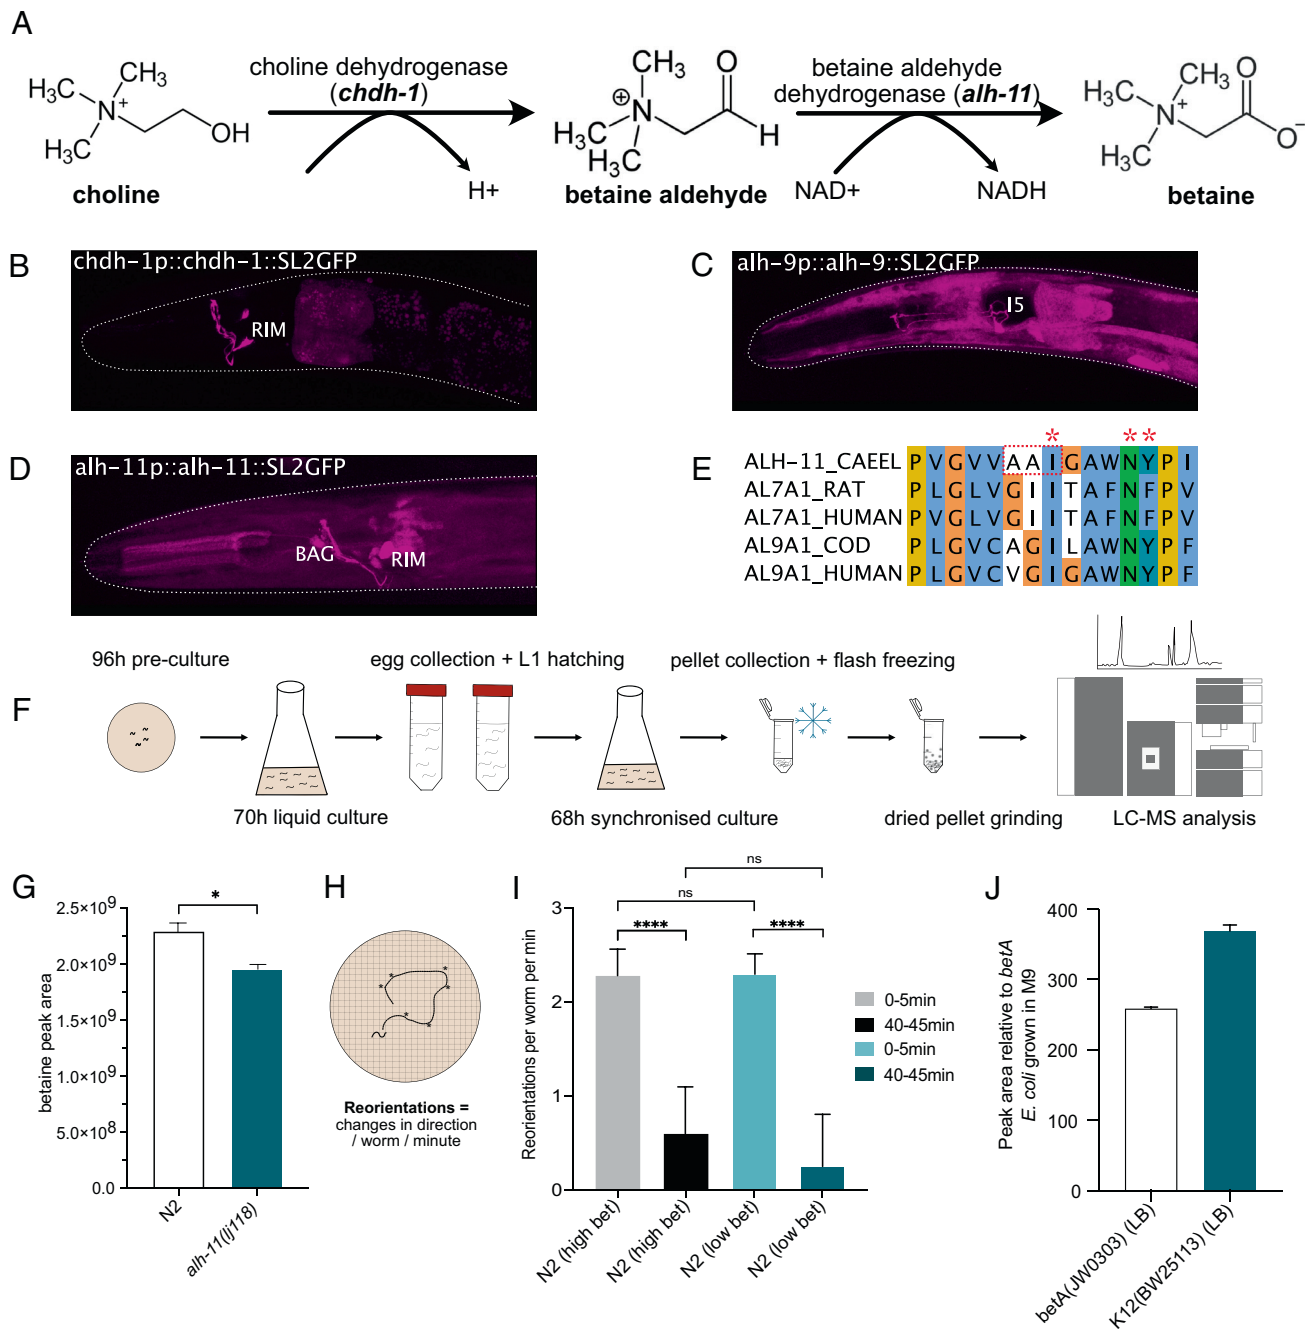 A
choline dehydrogenase
(chdh-1)
betaine aldehyde
dehydrogenase (alh-11)
CH3
H3C
N+
H3C
OH
choline
H+
CH3
O
⊕
N
H3C
H3C
H
betaine aldehyde
NAD+
NADH
CH3
O
H3C
N+
H3C
O−
betaine
B
chdh-1p::chdh-1::SL2GFP
RIM
C
alh-9p::alh-9::SL2GFP
I5
D
alh-11p::alh-11::SL2GFP
BAG
RIM
E
* * *
ALH-11_CAEEL P V G V V A A I G A W N Y P I
AL7A1_RAT P L G L V G I I T A F N F P V
AL7A1_HUMAN P V G L V G I I T A F N F P V
AL9A1_COD P L G V C A G I L A W N Y P F
AL9A1_HUMAN P L G V C V G I G A W N Y P F
F
96h pre-culture
egg collection + L1 hatching
pellet collection + flash freezing
70h liquid culture
68h synchronised culture
dried pellet grinding
LC-MS analysis
G
betaine peak area
2.5×10⁹
2.0×10⁹
1.5×10⁹
1.0×10⁹
5.0×10⁸
0.0
*
N2
alh-11(lj118)
H
Reorientations =
changes in direction
/ worm / minute
I
Reorientations per worm per min
3
2
1
0
ns
ns
****
****
N2 (high bet)
N2 (high bet)
N2 (low bet)
N2 (low bet)
0-5min
40-45min
0-5min
40-45min
J
Peak area relative to betA
E. coli grown in M9
400
300
200
100
0
betA(JW0303) (LB)
K12(BW25113) (LB)